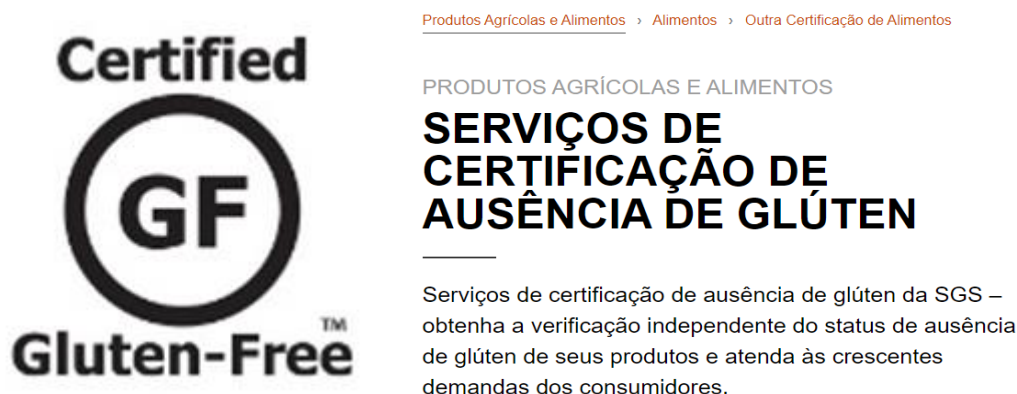 Certified
GF
Gluten-Free™
Produtos Agrícolas e Alimentos › Alimentos › Outra Certificação de Alimentos
PRODUTOS AGRÍCOLAS E ALIMENTOS
SERVIÇOS DE
CERTIFICAÇÃO DE
AUSÊNCIA DE GLÚTEN
Serviços de certificação de ausência de glúten da SGS –
obtenha a verificação independente do status de ausência
de glúten de seus produtos e atenda às crescentes
demandas dos consumidores.